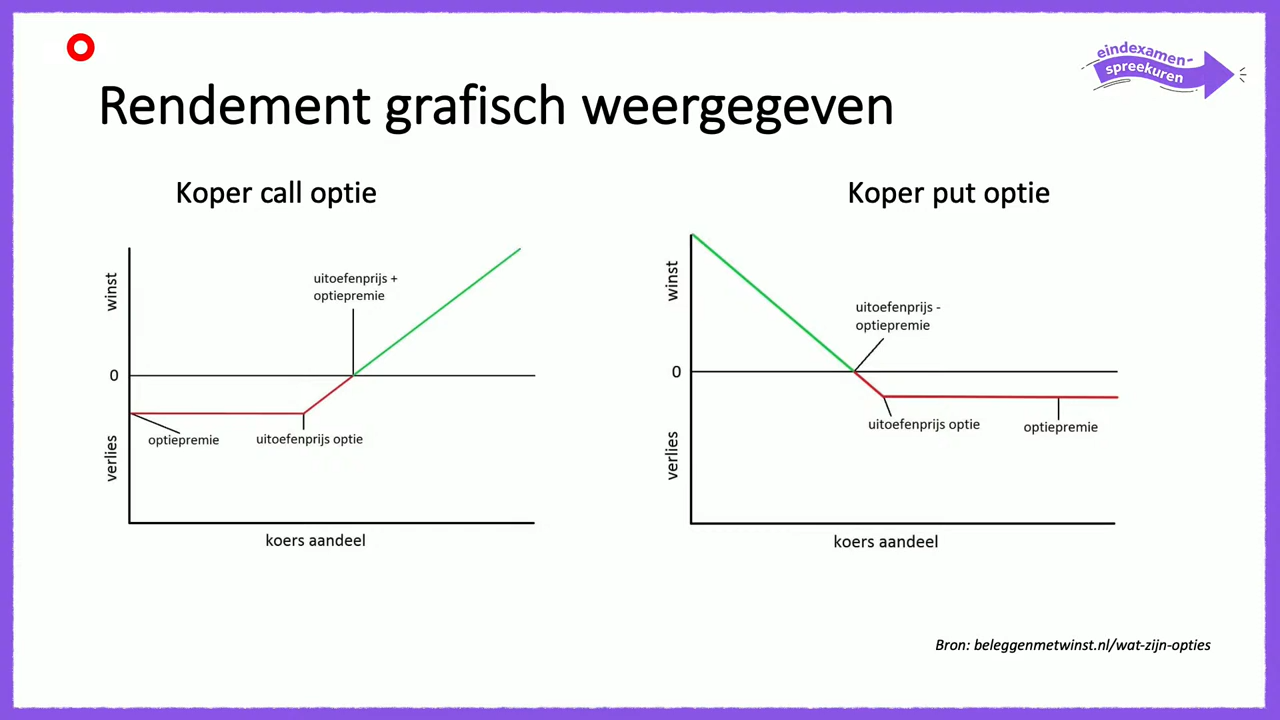 eindexamen-
spreekuren
Rendement grafisch weergegeven
Koper call optie
winst
0
verlies
uitoefenprijs +
optiepremie
optiepremie
uitoefenprijs optie
koers aandeel
Koper put optie
winst
0
verlies
uitoefenprijs -
optiepremie
uitoefenprijs optie
optiepremie
koers aandeel
Bron: beleggenmetwinst.nl/wat-zijn-opties